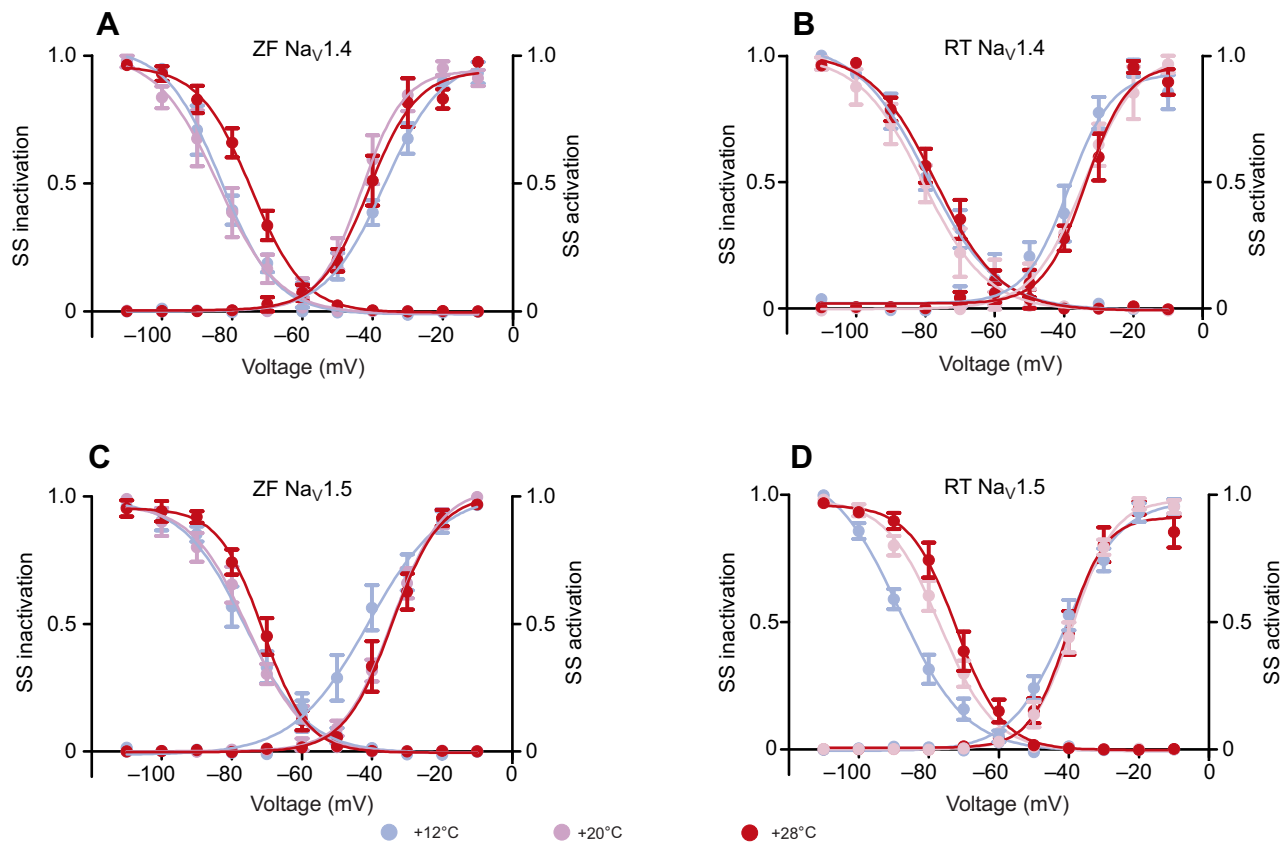 A
ZF NaV1.4
1.0
0.5
0
SS inactivation
1.0
0.5
0
SS activation
–100 –80 –60 –40 –20 0
Voltage (mV)
B
RT NaV1.4
1.0
0.5
0
SS inactivation
1.0
0.5
0
SS activation
–100 –80 –60 –40 –20 0
Voltage (mV)
C
ZF NaV1.5
1.0
0.5
0
SS inactivation
1.0
0.5
0
SS activation
–100 –80 –60 –40 –20 0
Voltage (mV)
D
RT NaV1.5
1.0
0.5
0
SS inactivation
1.0
0.5
0
SS activation
–100 –80 –60 –40 –20 0
Voltage (mV)
+12°C +20°C +28°C